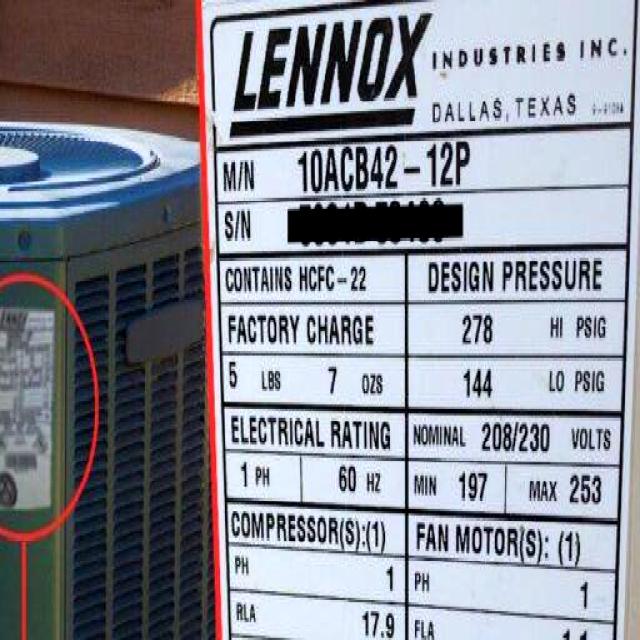 LENNOX INDUSTRIES INC.
DALLAS, TEXAS
M/N 10ACB42-12P
S/N
CONTAINS HCFC-22
DESIGN PRESSURE
FACTORY CHARGE
278 HI PSIG
5 LBS 7 OZS
144 LO PSIG
ELECTRICAL RATING
NOMINAL 208/230 VOLTS
1 PH 60 HZ
MIN 197 MAX 253
COMPRESSOR(S):(1)
FAN MOTOR(S): (1)
PH 1
PH 1
RLA 17.9
FLA
LENNOX